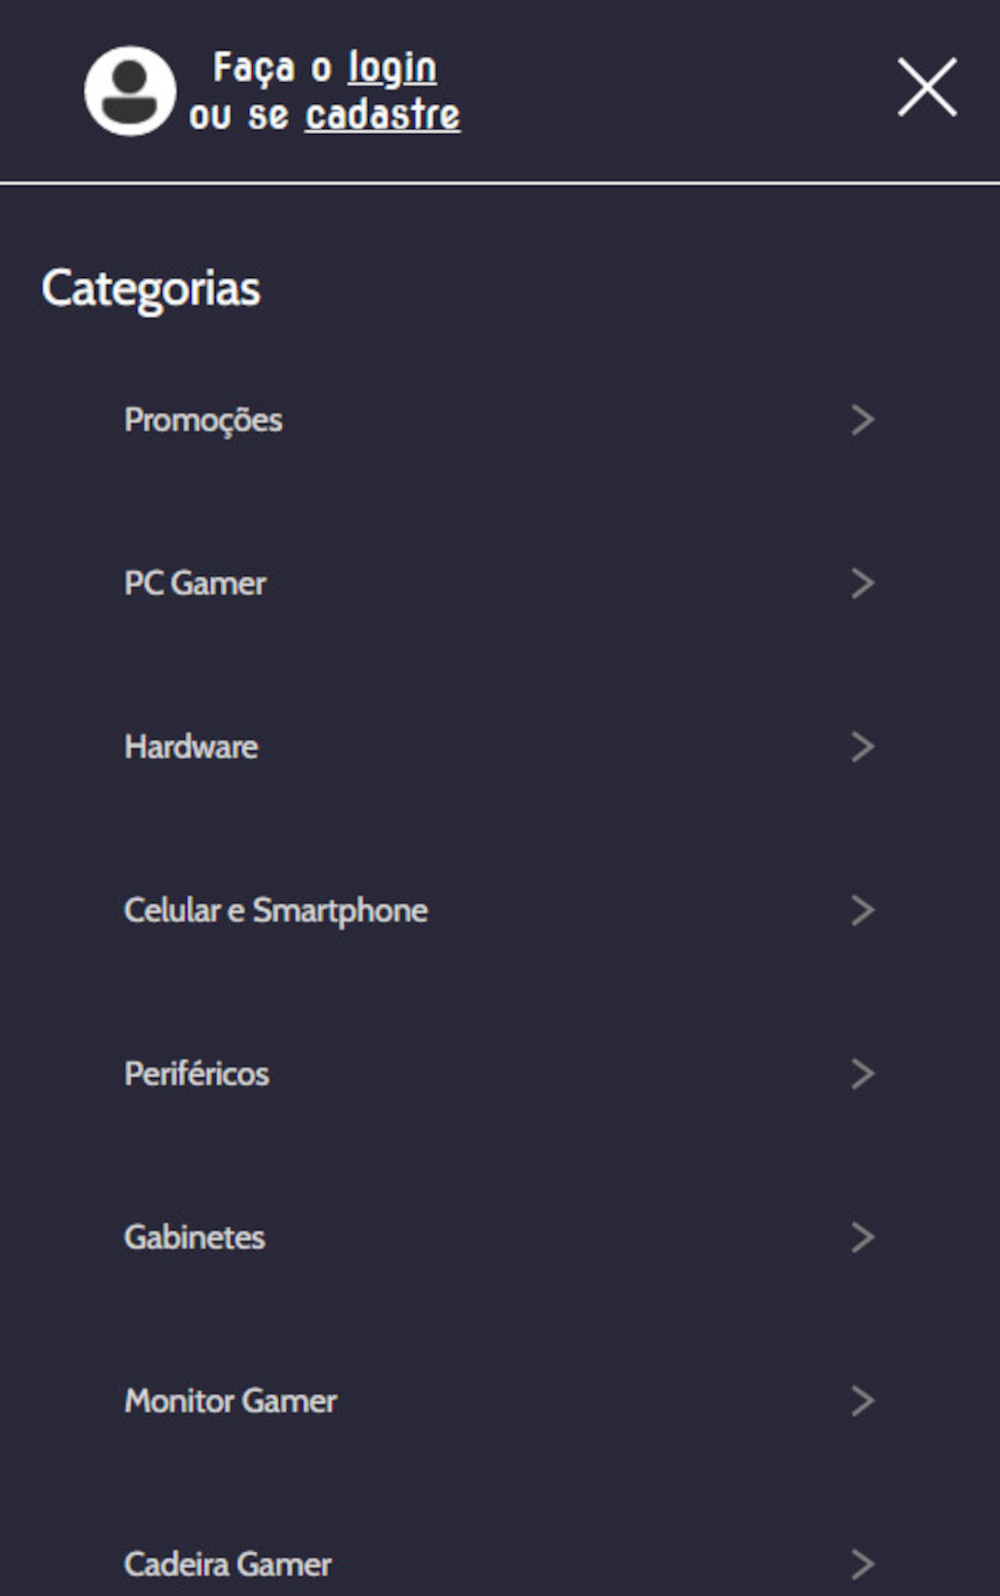 Faça o login
ou se cadastre
Categorias
Promoções
PC Gamer
Hardware
Celular e Smartphone
Periféricos
Gabinetes
Monitor Gamer
Cadeira Gamer